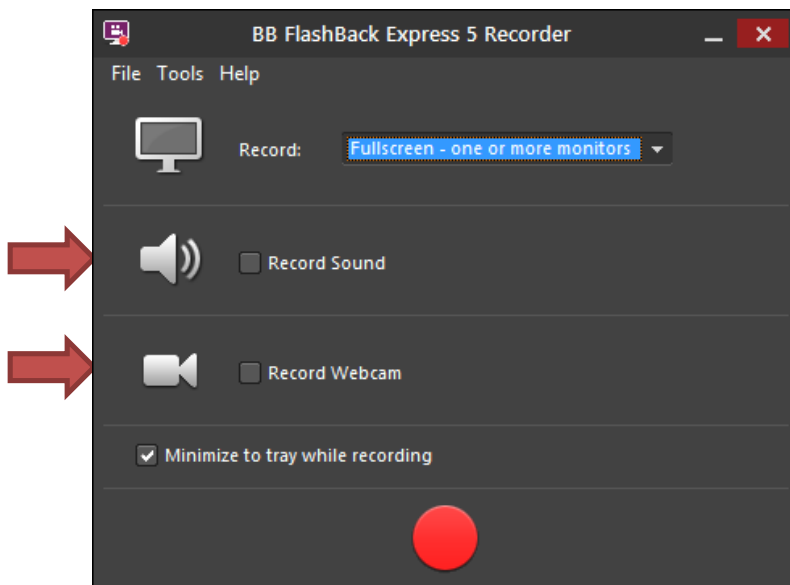 BB FlashBack Express 5 Recorder
File Tools Help
Record: Fullscreen - one or more monitors
Record Sound
Record Webcam
Minimize to tray while recording